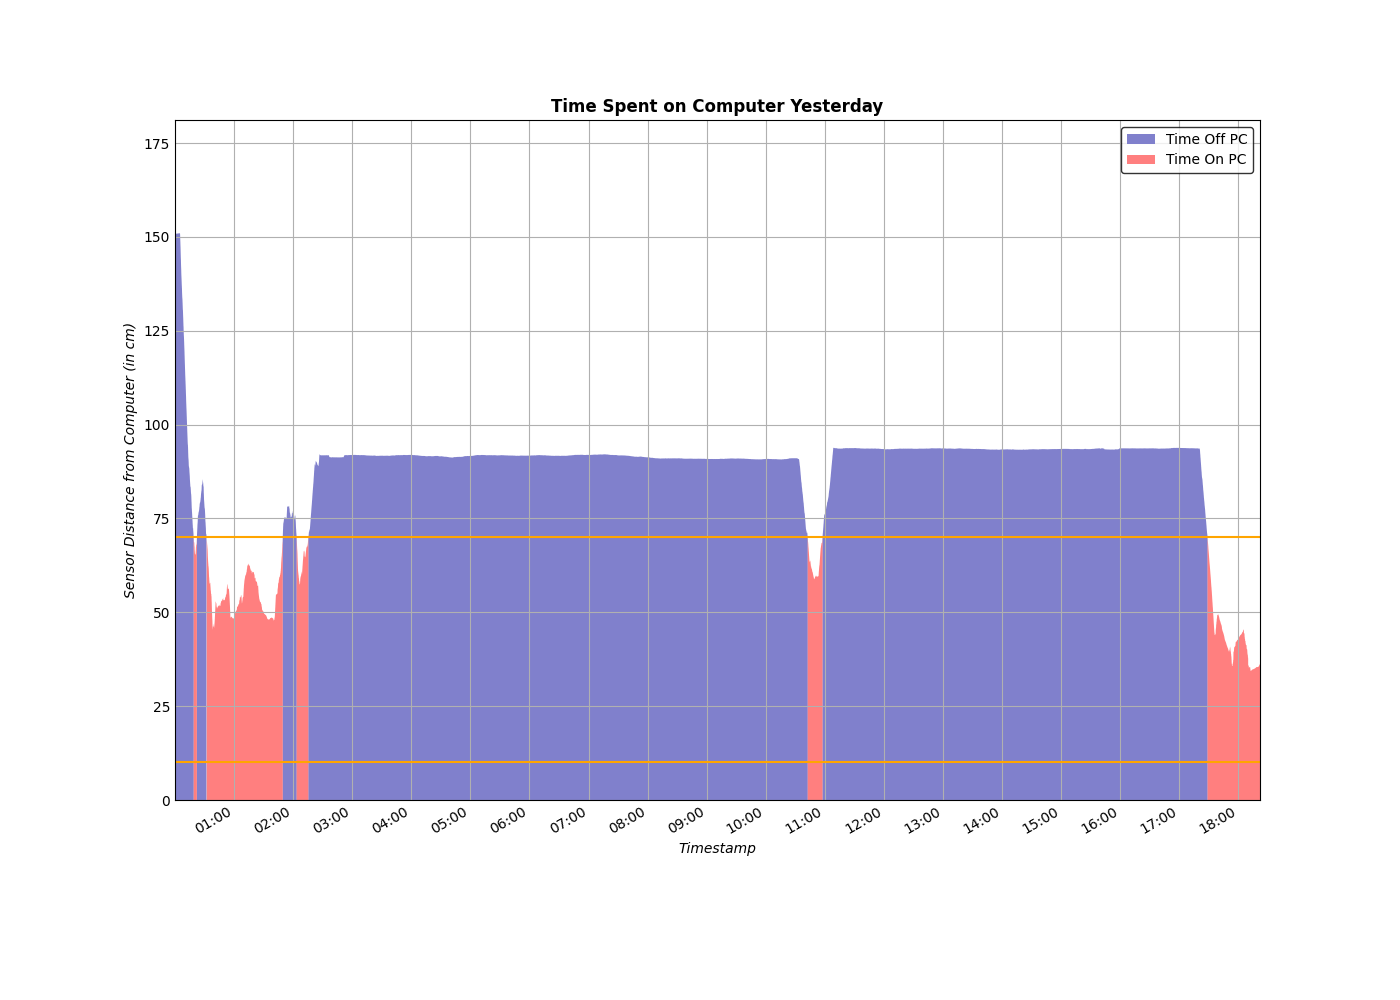 Time Spent on Computer Yesterday
Time Off PC
Time On PC
Sensor Distance from Computer (in cm)
175
150
125
100
75
50
25
0
01:00 02:00 03:00 04:00 05:00 06:00 07:00 08:00 09:00 10:00 11:00 12:00 13:00 14:00 15:00 16:00 17:00 18:00
Timestamp